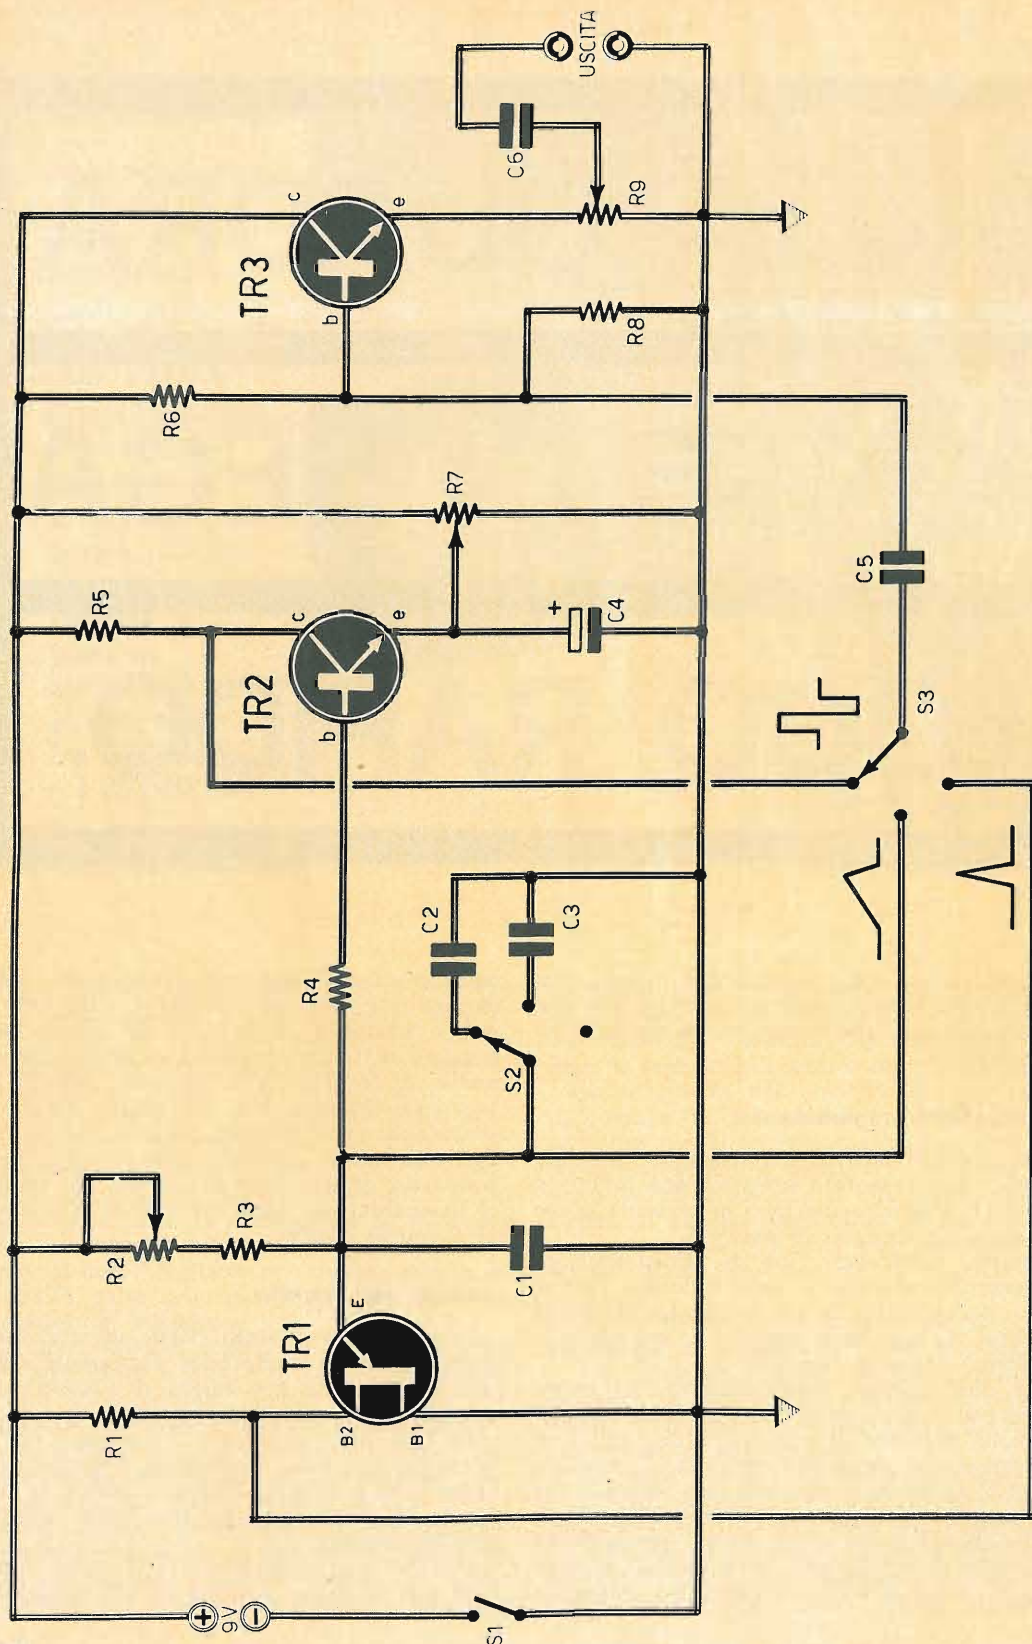 USCITA
C6
c
e
R9
TR3
b
R8
R6
R7
R5
c
e
+
C4
C5
TR2
b
S3
C2
C3
R4
S2
R2
R3
C1
E
TR1
B2
B1
R1
+
9V
−
S1